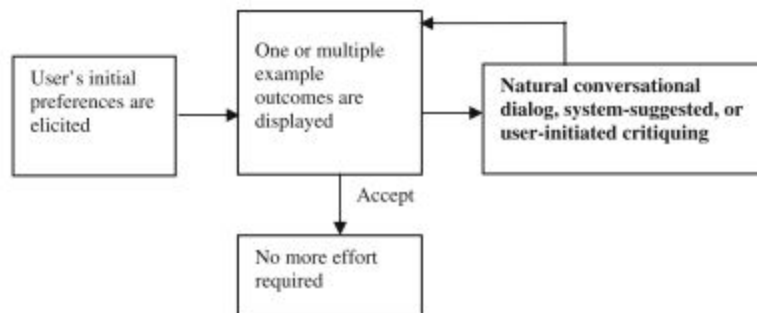 User's initial
preferences are
elicited
One or multiple
example
outcomes are
displayed
Natural conversational
dialog, system-suggested, or
user-initiated critiquing
Accept
No more effort
required